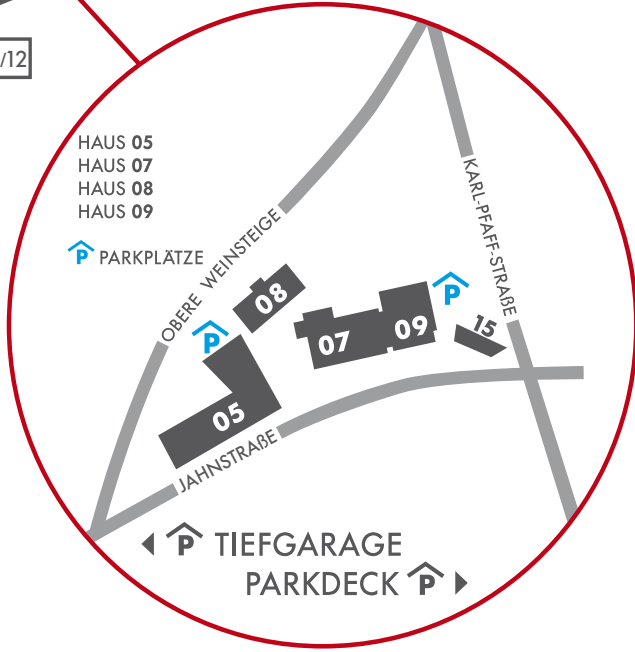 /12
HAUS 05
HAUS 07
HAUS 08
HAUS 09
P PARKPLÄTZE
OBERE WEINSTEIGE
KARL-PFAFF-STRAßE
08
P
P
07
09
15
05
JAHNSTRAßE
P TIEFGARAGE
PARKDECK P